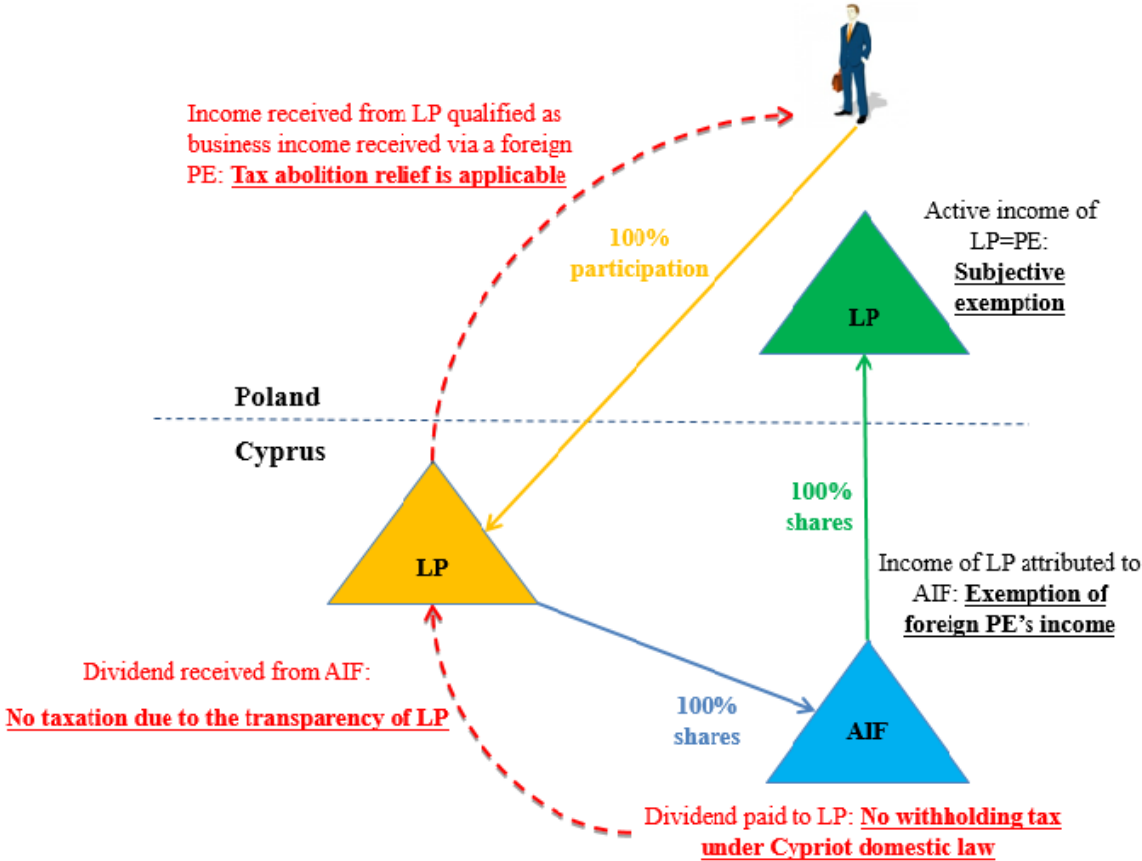 Income received from LP qualified as
business income received via a foreign
PE: Tax abolition relief is applicable
100%
participation
Active income of
LP=PE:
Subjective
exemption
LP
Poland
Cyprus
100%
shares
LP
Income of LP attributed to
AIF: Exemption of
foreign PE's income
Dividend received from AIF:
No taxation due to the transparency of LP
100%
shares
AIF
Dividend paid to LP: No withholding tax
under Cypriot domestic law